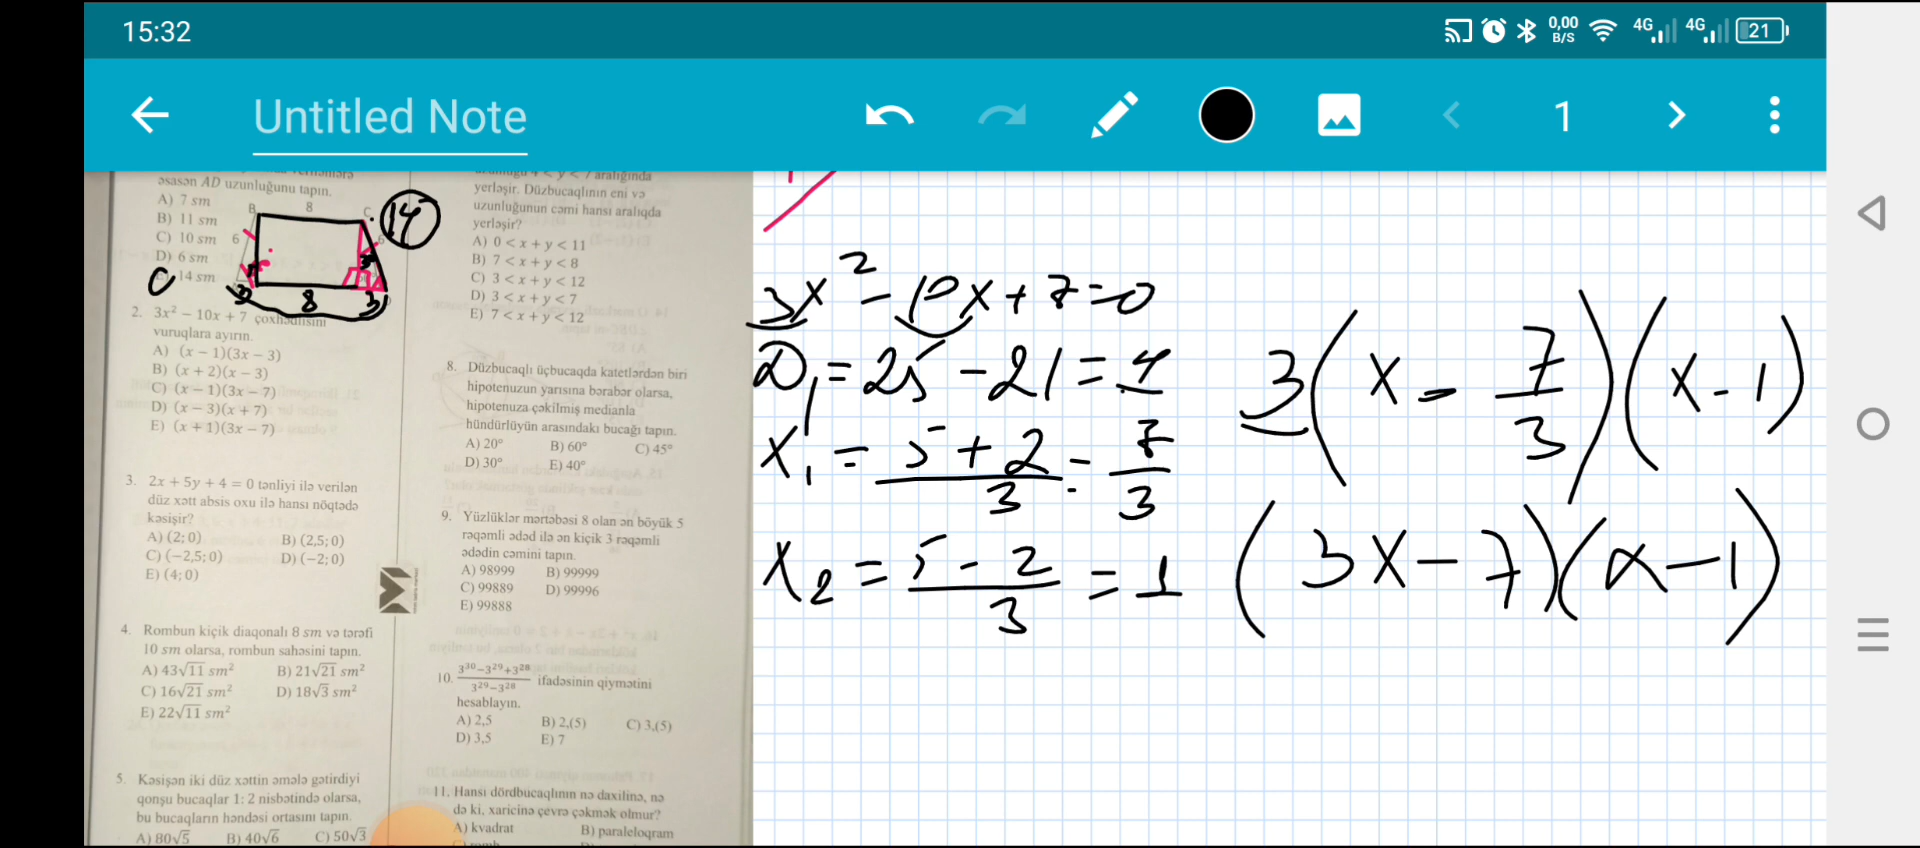 15:32
0,00 B/S 4G 4G 21
Untitled Note
1
əsasən AD uzunluğunu tapın.
A) 7 sm
B) 11 sm
C) 10 sm
D) 6 sm
14 sm
B 8 C
6 6
14
8 3
C
2. 3x² − 10x + 7 çoxhədlisini
vuruqlara ayırın.
A) (x − 1)(3x − 3)
B) (x + 2)(x − 3)
C) (x − 1)(3x − 7)
D) (x − 3)(x + 7)
E) (x + 1)(3x − 7)
3. 2x + 5y + 4 = 0 tənliyi ilə verilən
düz xətt absis oxu ilə hansı nöqtədə
kəsişir?
A) (2; 0) B) (2,5; 0)
C) (−2,5; 0) D) (−2; 0)
E) (4; 0)
4. Rombun kiçik diaqonalı 8 sm və tərəfi
10 sm olarsa, rombun sahəsini tapın.
A) 43√11 sm² B) 21√21 sm²
C) 16√21 sm² D) 18√3 sm²
E) 22√11 sm²
5. Kəsişən iki düz xəttin əmələ gətirdiyi
qonşu bucaqlar 1: 2 nisbətində olarsa,
bu bucaqların həndəsi ortasını tapın.
A) 80√5 B) 40√6 C) 50√3
< y < 7 aralığında
yerləşir. Düzbucaqlının eni və
uzunluğunun cəmi hansı aralıqda
yerləşir?
A) 0 < x + y < 11
B) 7 < x + y < 8
C) 3 < x + y < 12
D) 3 < x + y < 7
E) 7 < x + y < 12
8. Düzbucaqlı üçbucaqda katetlərdən biri
hipotenuzun yarısına bərabər olarsa,
hipotenuza çəkilmiş medianla
hündürlüyün arasındakı bucağı tapın.
A) 20° B) 60° C) 45°
D) 30° E) 40°
9. Yüzlüklər mərtəbəsi 8 olan ən böyük 5
rəqəmli ədəd ilə ən kiçik 3 rəqəmli
ədədin cəmini tapın.
A) 98999 B) 99999
C) 99889 D) 99996
E) 99888
10. (3³⁰−3²⁹+3²⁸)/(3²⁹−3²⁸) ifadəsinin qiymətini
hesablayın.
A) 2,5 B) 2,(5) C) 3,(5)
D) 3,5 E) 7
11. Hansı dördbucaqlının nə daxilinə, nə
də ki, xaricinə çevrə çəkmək olmur?
A) kvadrat B) paraleloqram
3x² − 10x + 7 = 0
D₁ = 25 − 21 = 4
x₁ = (5 + 2)/3 = 7/3
x₂ = (5 − 2)/3 = 1
3(x − 7/3)(x − 1)
(3x − 7)(x − 1)